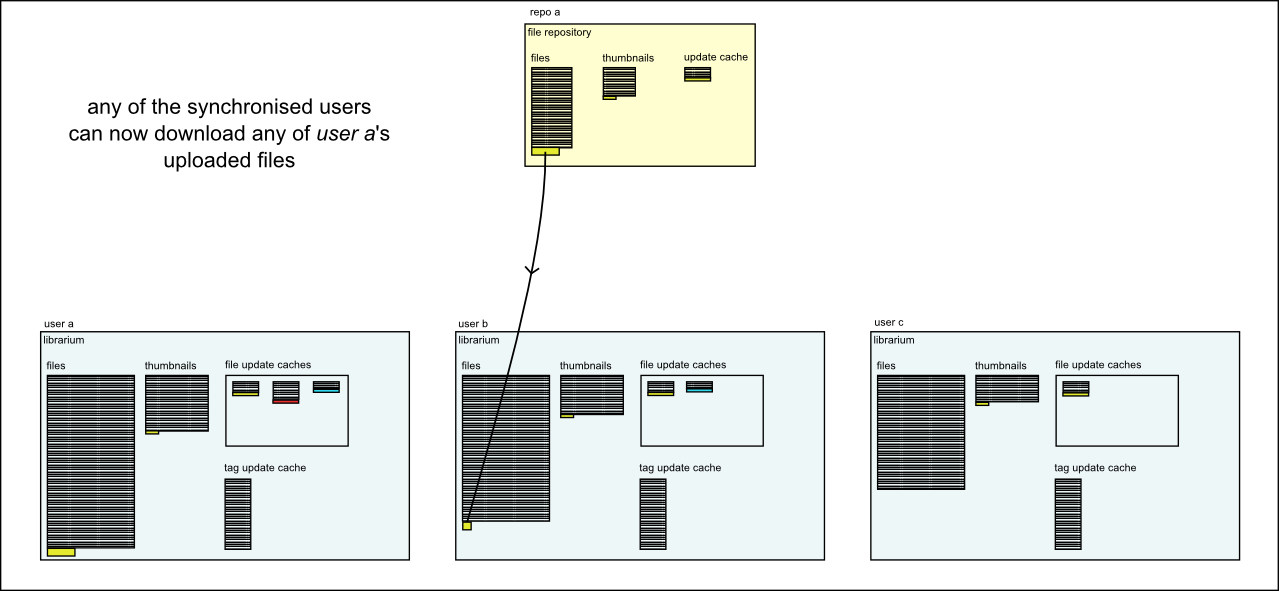 repo a
file repository
files
thumbnails
update cache
any of the synchronised users
can now download any of user a's
uploaded files
user a
librarium
files
thumbnails
file update caches
tag update cache
user b
librarium
files
thumbnails
file update caches
tag update cache
user c
librarium
files
thumbnails
file update caches
tag update cache